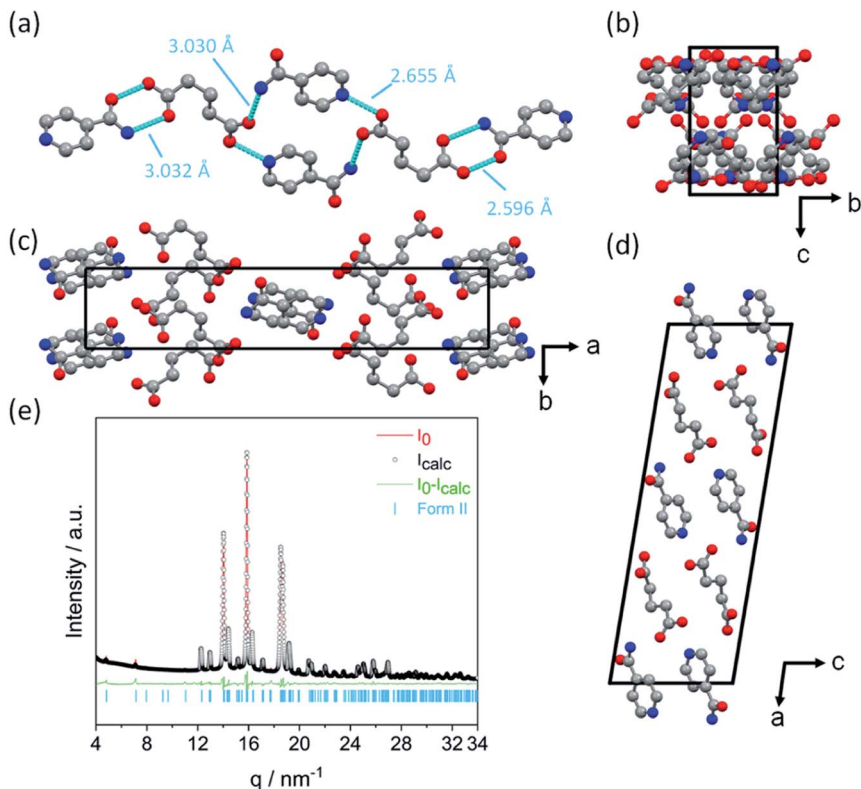 (a)
3.030 Å
2.655 Å
3.032 Å
2.596 Å
(b)
b
c
(c)
a
b
(d)
c
a
(e)
I0
Icalc
I0-Icalc
Form II
Intensity / a.u.
4 8 12 16 20 24 28 32 34
q / nm-1